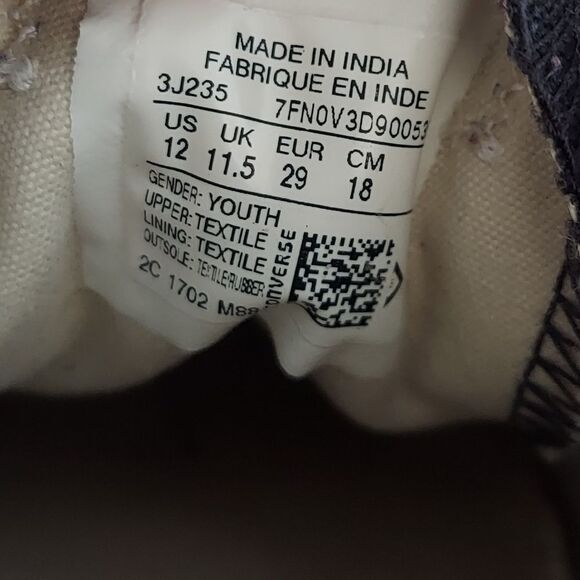 MADE IN INDIA
FABRIQUE EN INDE
3J235 7FN0V3D90053
US UK EUR CM
12 11.5 29 18
GENDER: YOUTH
UPPER: TEXTILE
LINING: TEXTILE
OUTSOLE: TEXTILE/RUBBER
2C 1702
CONVERSE